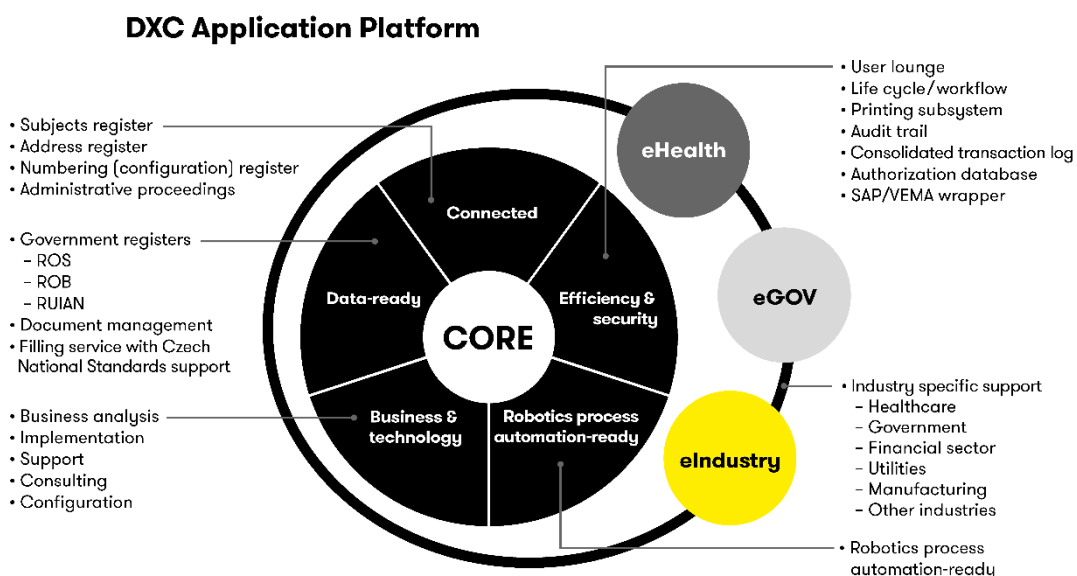 DXC Application Platform
• Subjects register
• Address register
• Numbering (configuration) register
• Administrative proceedings
• Government registers
– ROS
– ROB
– RUIAN
• Document management
• Filling service with Czech
National Standards support
• Business analysis
• Implementation
• Support
• Consulting
• Configuration
Connected
Data-ready
Efficiency &
security
CORE
Business &
technology
Robotics process
automation-ready
eHealth
eGOV
eIndustry
• User lounge
• Life cycle/workflow
• Printing subsystem
• Audit trail
• Consolidated transaction log
• Authorization database
• SAP/VEMA wrapper
• Industry specific support
– Healthcare
– Government
– Financial sector
– Utilities
– Manufacturing
– Other industries
• Robotics process
automation-ready